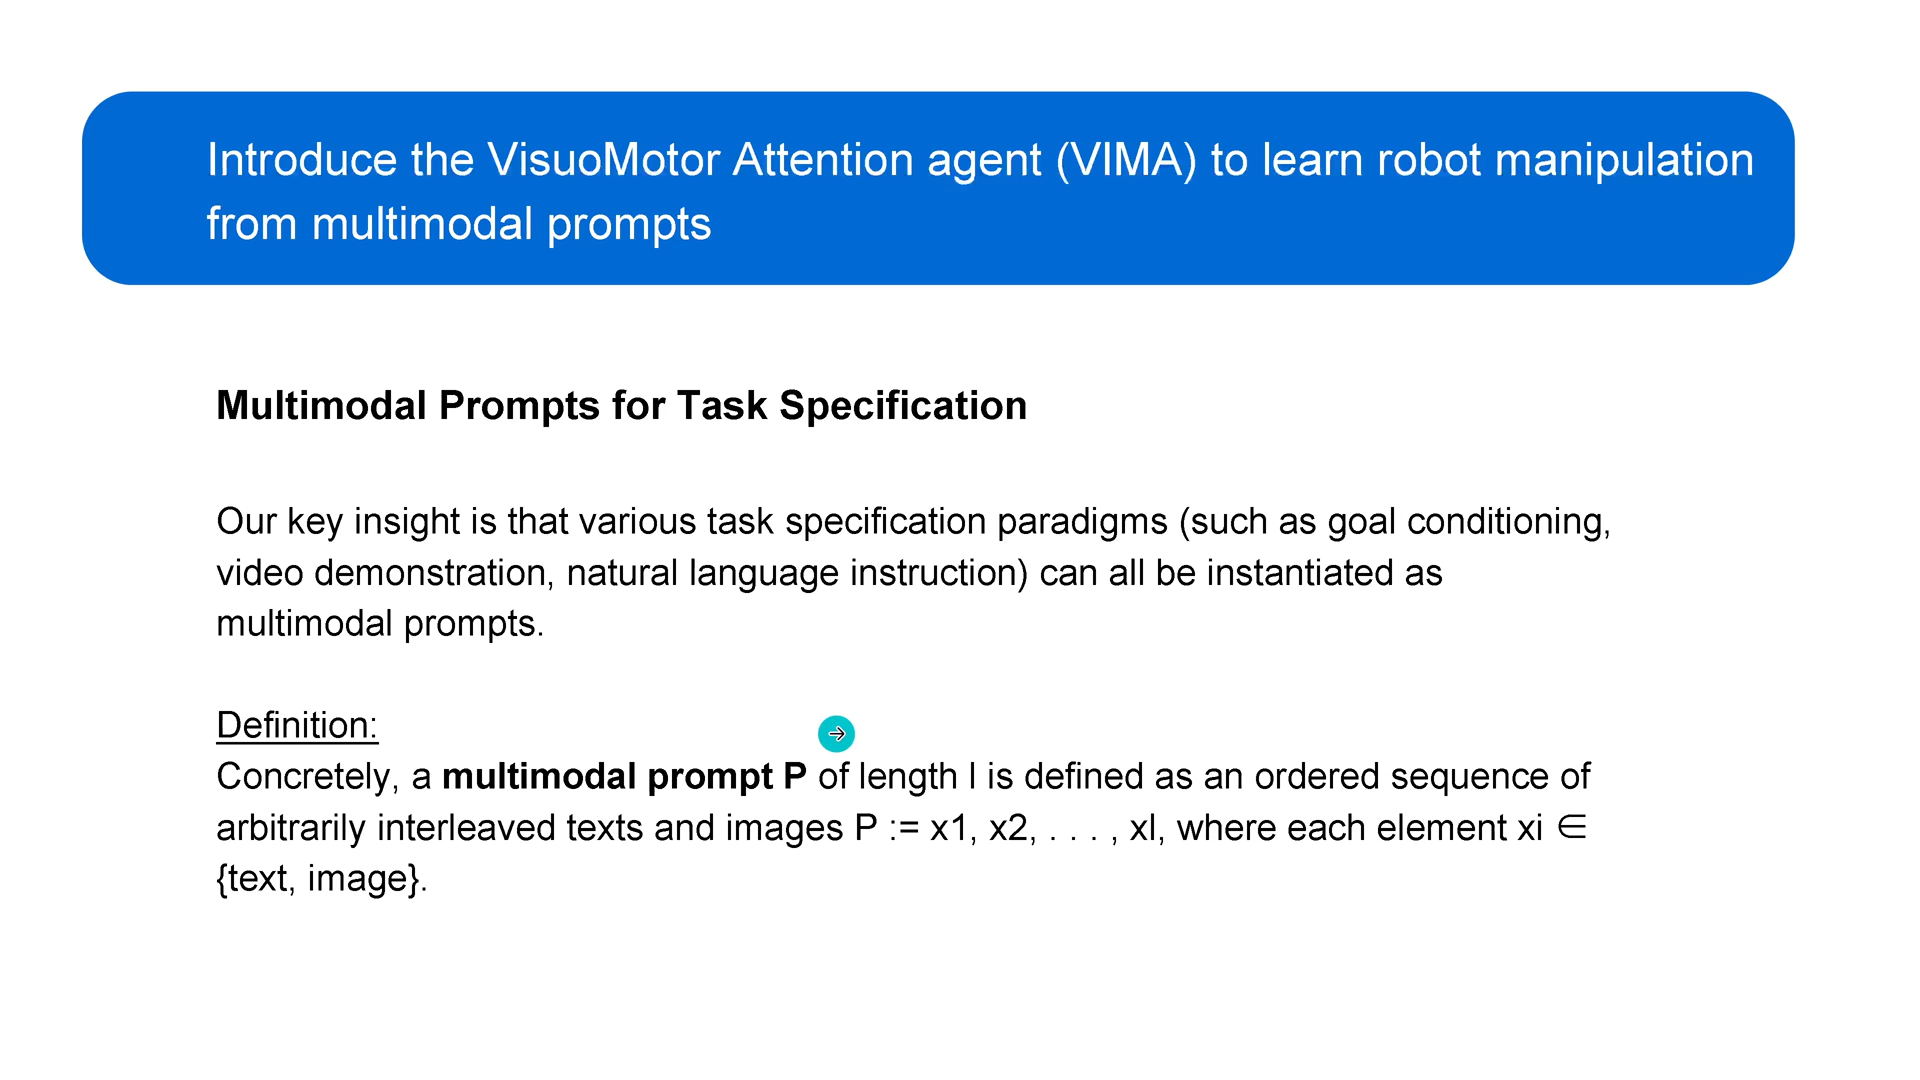 Introduce the VisuoMotor Attention agent (VIMA) to learn robot manipulation
from multimodal prompts
Multimodal Prompts for Task Specification
Our key insight is that various task specification paradigms (such as goal conditioning,
video demonstration, natural language instruction) can all be instantiated as
multimodal prompts.
Definition:
Concretely, a multimodal prompt P of length l is defined as an ordered sequence of
arbitrarily interleaved texts and images P := x1, x2, . . . , xl, where each element xi ∈
{text, image}.